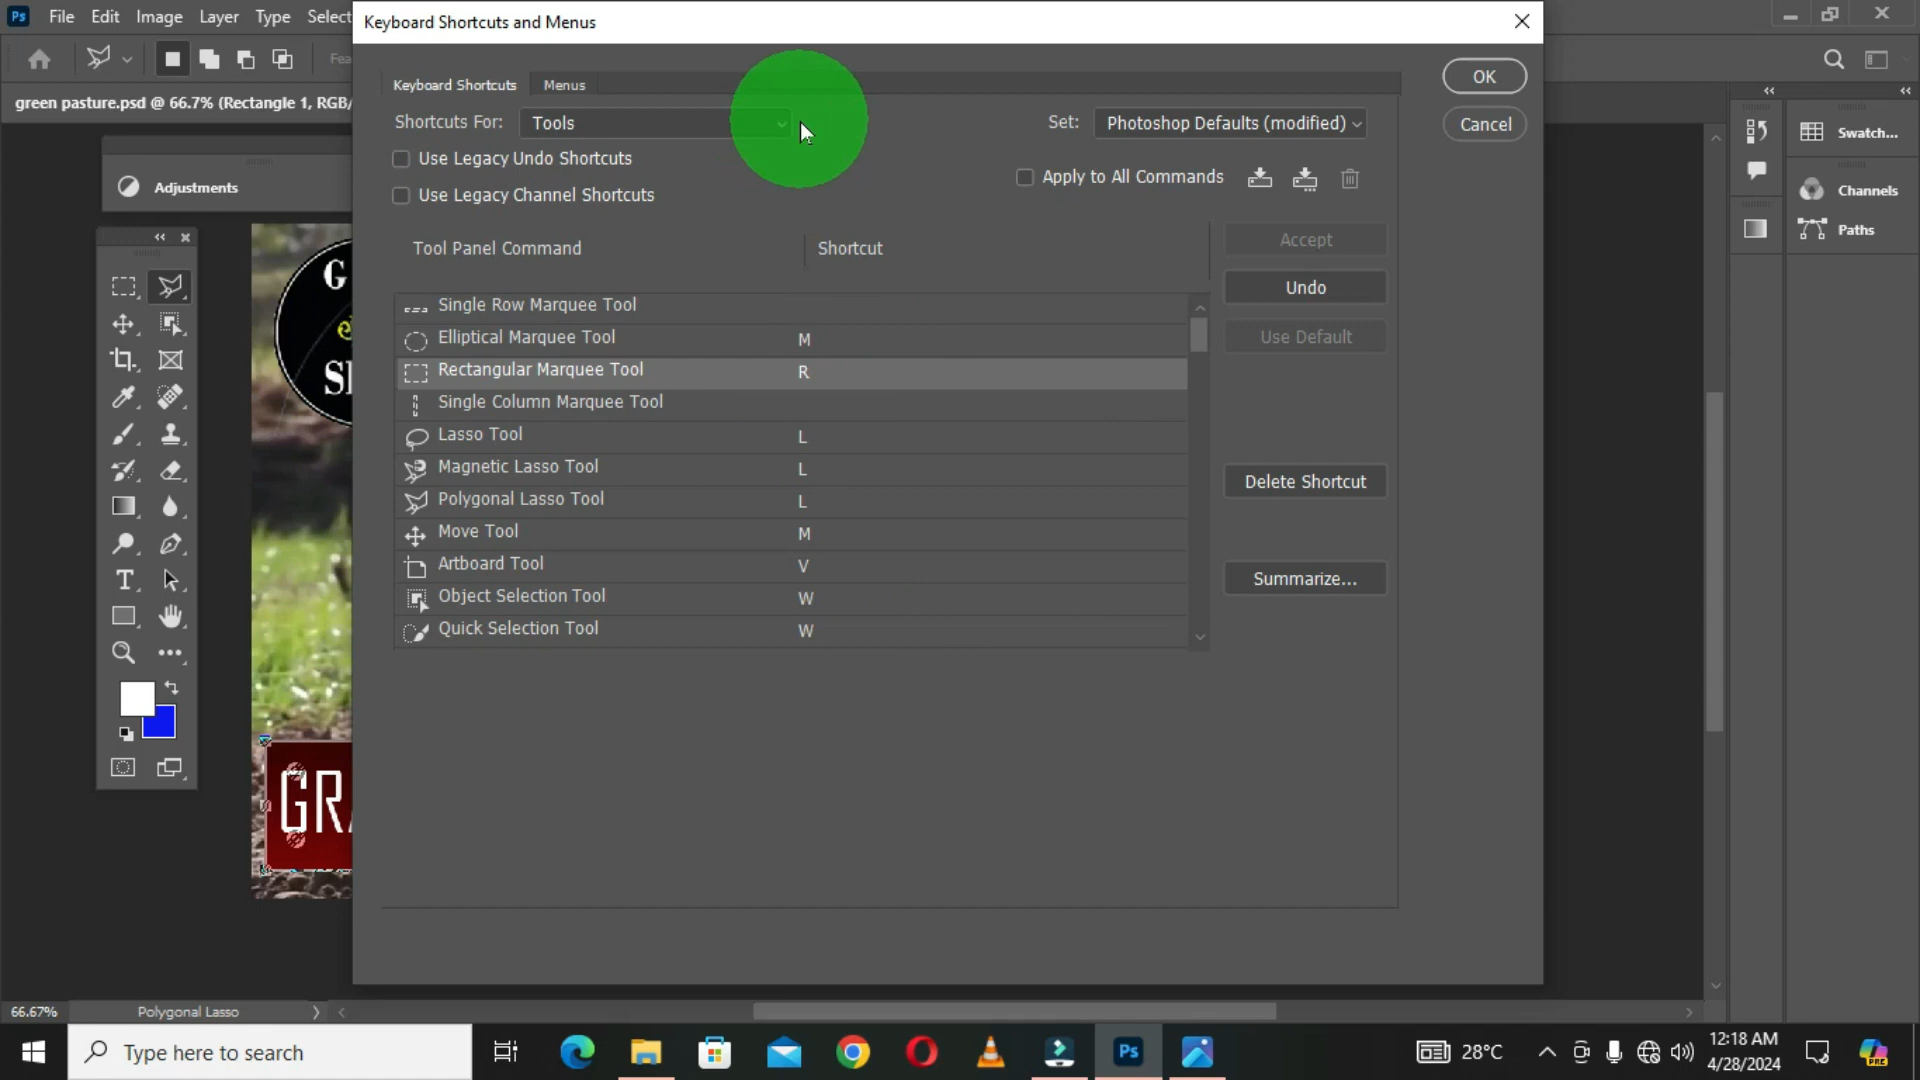 Ps File Edit Image Layer Type Select
Keyboard Shortcuts and Menus
green pasture.psd @ 66.7% (Rectangle 1, RGB/
Keyboard Shortcuts Menus
OK
Cancel
Shortcuts For: Tools
Set: Photoshop Defaults (modified)
Use Legacy Undo Shortcuts
Use Legacy Channel Shortcuts
Apply to All Commands
Tool Panel Command Shortcut
Accept
Undo
Use Default
Delete Shortcut
Summarize...
Single Row Marquee Tool
Elliptical Marquee Tool M
Rectangular Marquee Tool R
Single Column Marquee Tool
Lasso Tool L
Magnetic Lasso Tool L
Polygonal Lasso Tool L
Move Tool M
Artboard Tool V
Object Selection Tool W
Quick Selection Tool W
Adjustments
Swatch...
Channels
Paths
G
GRA
66.67% Polygonal Lasso
Type here to search
Ps
28°C
12:18 AM
4/28/2024
PRE